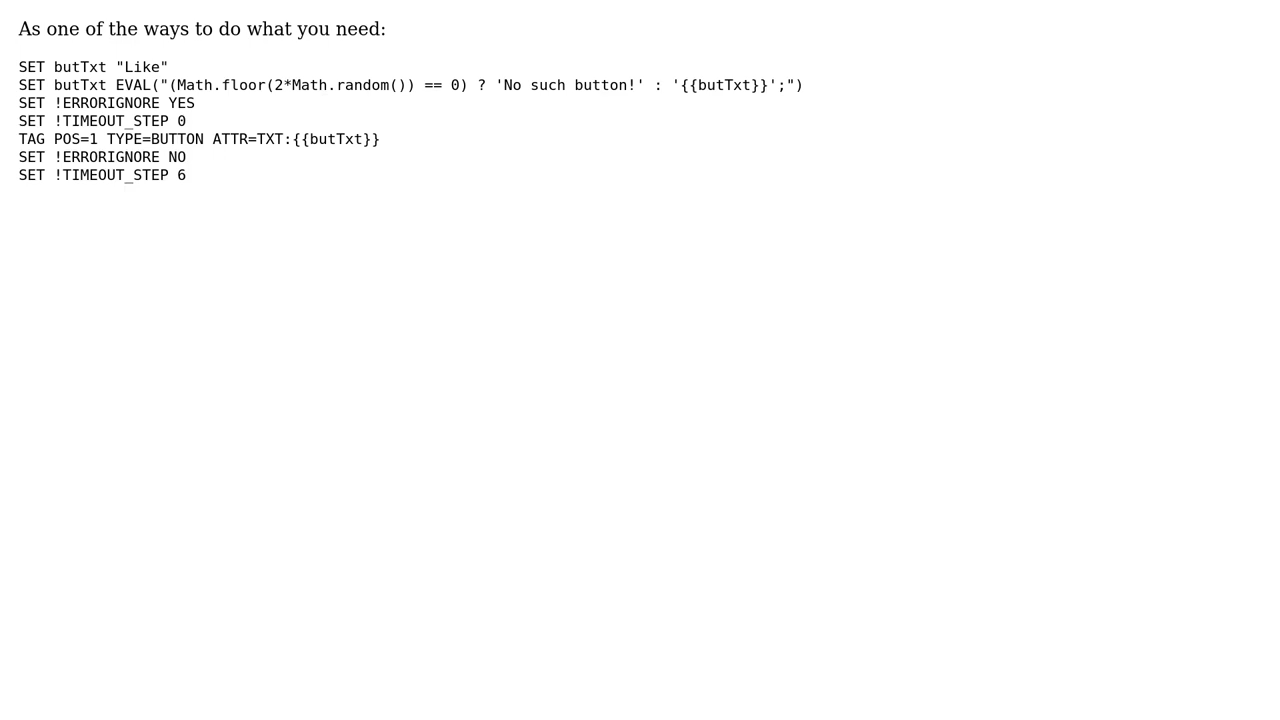 As one of the ways to do what you need:
SET butTxt "Like"
SET butTxt EVAL("(Math.floor(2*Math.random()) == 0) ? 'No such button!' : '{{butTxt}}';")
SET !ERRORIGNORE YES
SET !TIMEOUT_STEP 0
TAG POS=1 TYPE=BUTTON ATTR=TXT:{{butTxt}}
SET !ERRORIGNORE NO
SET !TIMEOUT_STEP 6